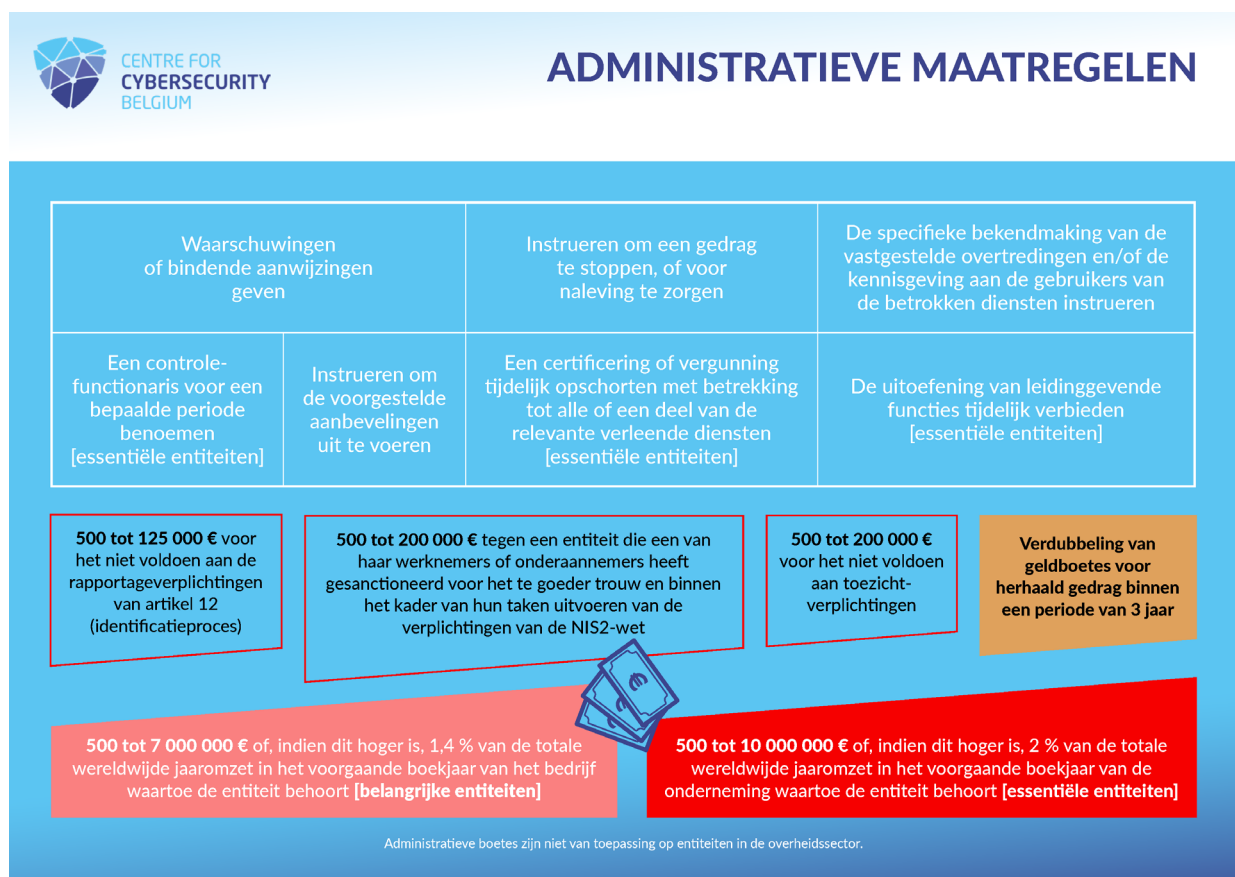 CENTRE FOR
CYBERSECURITY
BELGIUM
ADMINISTRATIEVE MAATREGELEN
Waarschuwingen
of bindende aanwijzingen
geven
Instrueren om een gedrag
te stoppen, of voor
naleving te zorgen
De specifieke bekendmaking van de
vastgestelde overtredingen en/of de
kennisgeving aan de gebruikers van
de betrokken diensten instrueren
Een controle-
functionaris voor een
bepaalde periode
benoemen
[essentiële entiteiten]
Instrueren om
de voorgestelde
aanbevelingen
uit te voeren
Een certificering of vergunning
tijdelijk opschorten met betrekking
tot alle of een deel van de
relevante verleende diensten
[essentiële entiteiten]
De uitoefening van leidinggevende
functies tijdelijk verbieden
[essentiële entiteiten]
500 tot 125 000 € voor
het niet voldoen aan de
rapportageverplichtingen
van artikel 12
(identificatieproces)
500 tot 200 000 € tegen een entiteit die een van
haar werknemers of onderaannemers heeft
gesanctioneerd voor het te goeder trouw en binnen
het kader van hun taken uitvoeren van de
verplichtingen van de NIS2-wet
500 tot 200 000 €
voor het niet voldoen
aan toezicht-
verplichtingen
Verdubbeling van
geldboetes voor
herhaald gedrag binnen
een periode van 3 jaar
€
€
€
500 tot 7 000 000 € of, indien dit hoger is, 1,4 % van de totale
wereldwijde jaaromzet in het voorgaande boekjaar van het bedrijf
waartoe de entiteit behoort [belangrijke entiteiten]
500 tot 10 000 000 € of, indien dit hoger is, 2 % van de totale
wereldwijde jaaromzet in het voorgaande boekjaar van de
onderneming waartoe de entiteit behoort [essentiële entiteiten]
Administratieve boetes zijn niet van toepassing op entiteiten in de overheidssector.